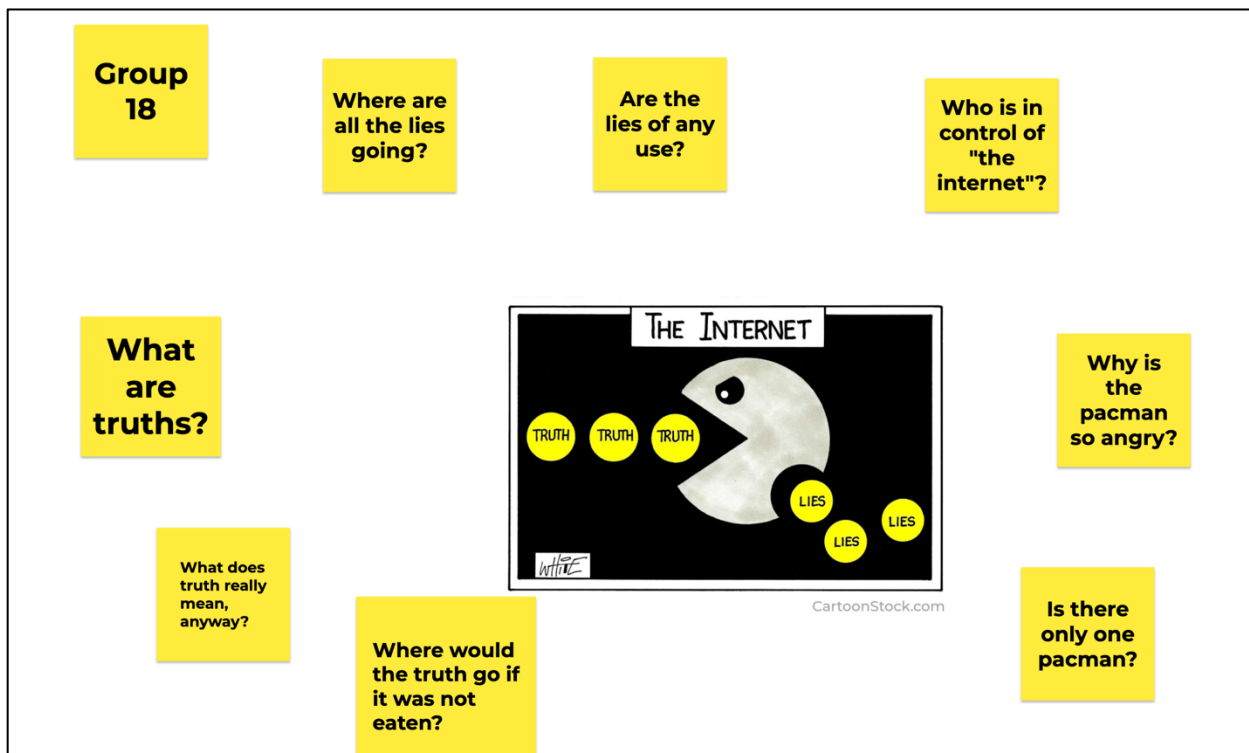 Group
18
Where are
all the lies
going?
Are the
lies of any
use?
Who is in
control of
"the
internet"?
What
are
truths?
THE INTERNET
TRUTH
TRUTH
TRUTH
LIES
LIES
LIES
WHITE
CartoonStock.com
Why is
the
pacman
so angry?
What does
truth really
mean,
anyway?
Where would
the truth go if
it was not
eaten?
Is there
only one
pacman?